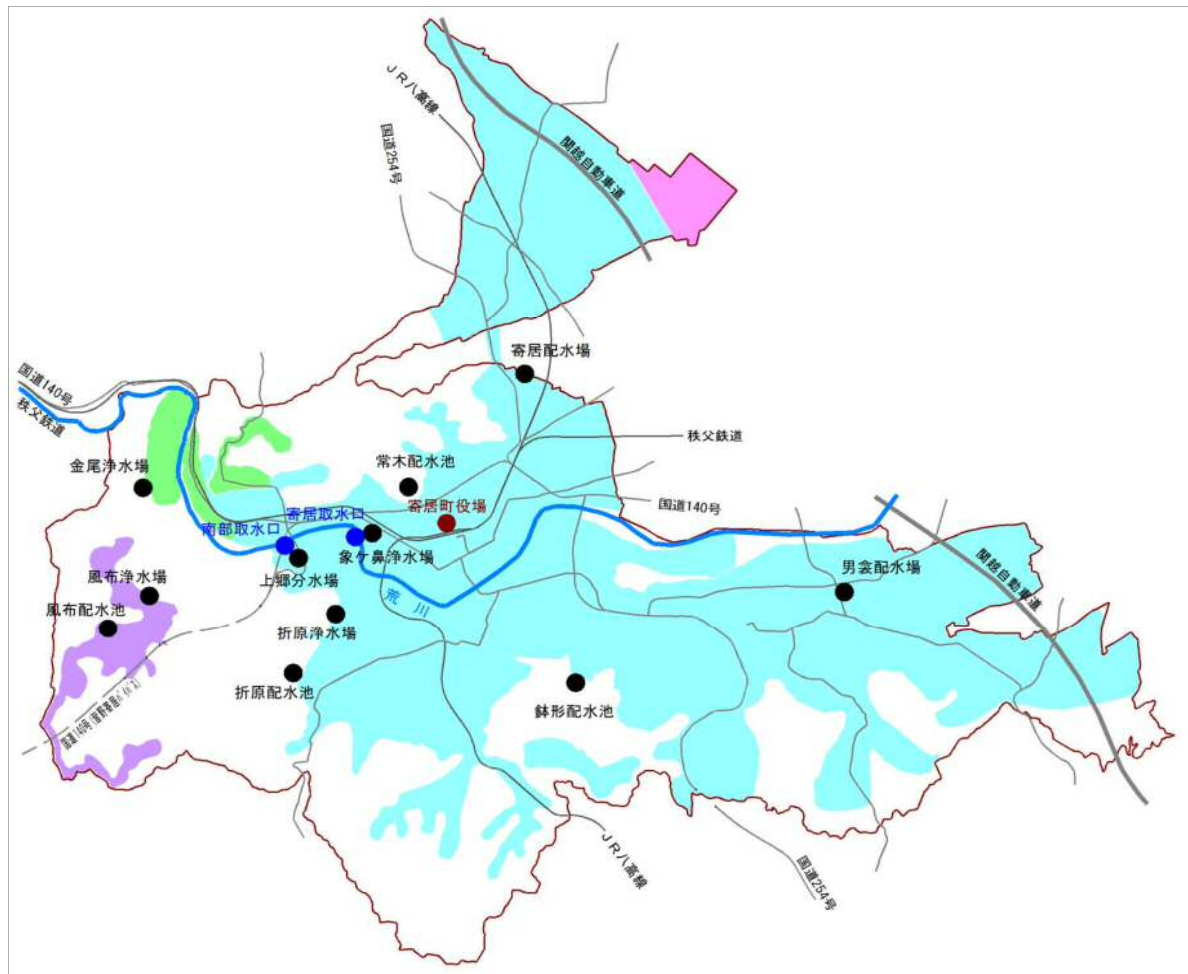 JR八高線
国道254号
関越自動車道
寄居配水場
国道140号
秩父鉄道
秩父鉄道
金尾浄水場
常木配水池
国道140号
寄居取水口
寄居町役場
南部取水口
象ケ鼻浄水場
上郷分水場
男衾配水場
関越自動車道
風布浄水場
荒川
風布配水池
折原浄水場
折原配水池
鉢形配水池
JR八高線
国道254号